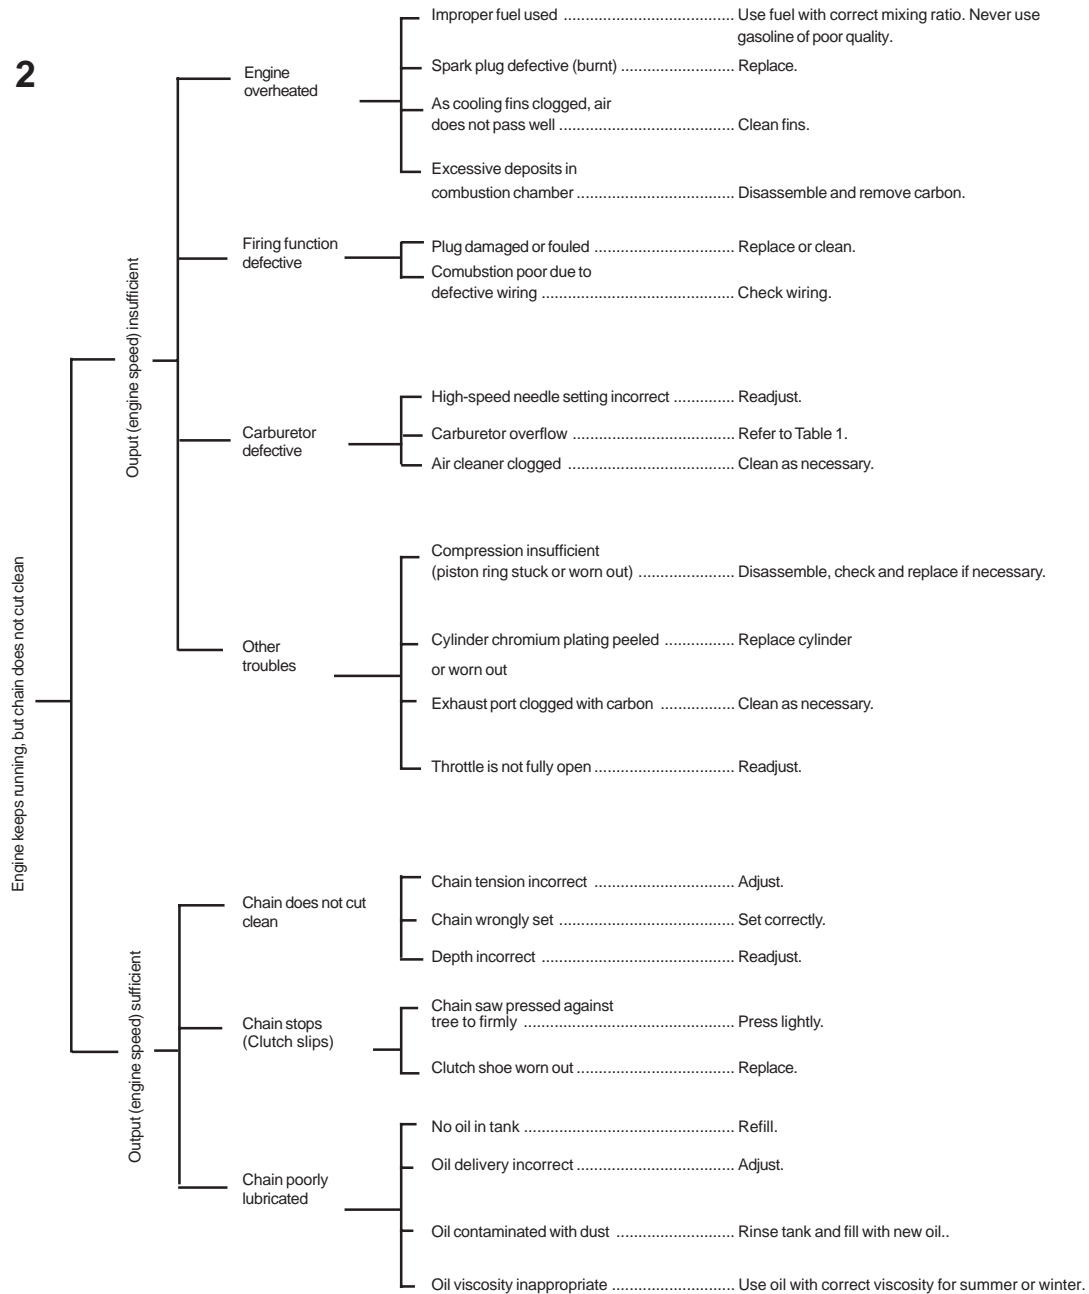 2
Engine keeps running, but chain does not cut clean
Ouput (engine speed) insufficient
Engine
overheated
Improper fuel used ....................................... Use fuel with correct mixing ratio. Never use
gasoline of poor quality.
Spark plug defective (burnt) .......................... Replace.
As cooling fins clogged, air
does not pass well ........................................ Clean fins.
Excessive deposits in
combustion chamber .................................... Disassemble and remove carbon.
Firing function
defective
Plug damaged or fouled ................................ Replace or clean.
Comubstion poor due to
defective wiring ............................................ Check wiring.
Carburetor
defective
High-speed needle setting incorrect .............. Readjust.
Carburetor overflow ..................................... Refer to Table 1.
Air cleaner clogged ...................................... Clean as necessary.
Other
troubles
Compression insufficient
(piston ring stuck or worn out) ...................... Disassemble, check and replace if necessary.
Cylinder chromium plating peeled ................ Replace cylinder
or worn out
Exhaust port clogged with carbon ................. Clean as necessary.
Throttle is not fully open ................................ Readjust.
Output (engine speed) sufficient
Chain does not cut
clean
Chain tension incorrect ................................ Adjust.
Chain wrongly set ........................................ Set correctly.
Depth incorrect ............................................ Readjust.
Chain stops
(Clutch slips)
Chain saw pressed against
tree to firmly ................................................ Press lightly.
Clutch shoe worn out .................................... Replace.
Chain poorly
lubricated
No oil in tank ................................................ Refill.
Oil delivery incorrect .................................... Adjust.
Oil contaminated with dust ........................... Rinse tank and fill with new oil..
Oil viscosity inappropriate ............................ Use oil with correct viscosity for summer or winter.